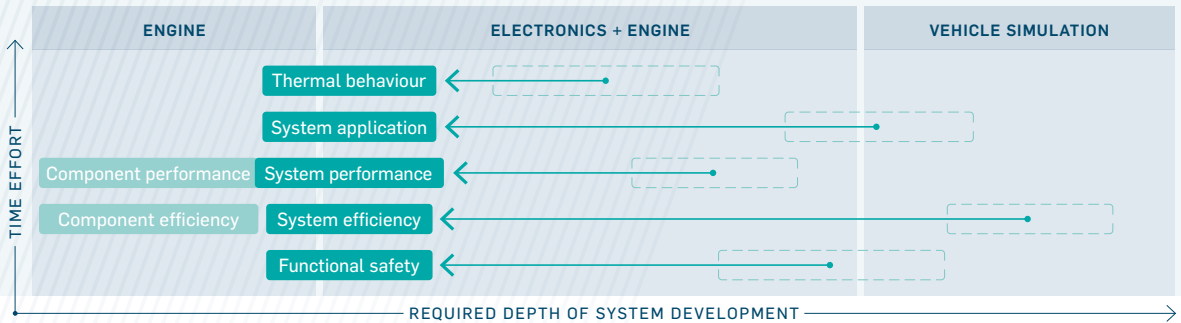 ENGINE
ELECTRONICS + ENGINE
VEHICLE SIMULATION
Thermal behaviour
System application
Component performance
System performance
Component efficiency
System efficiency
Functional safety
TIME EFFORT
REQUIRED DEPTH OF SYSTEM DEVELOPMENT